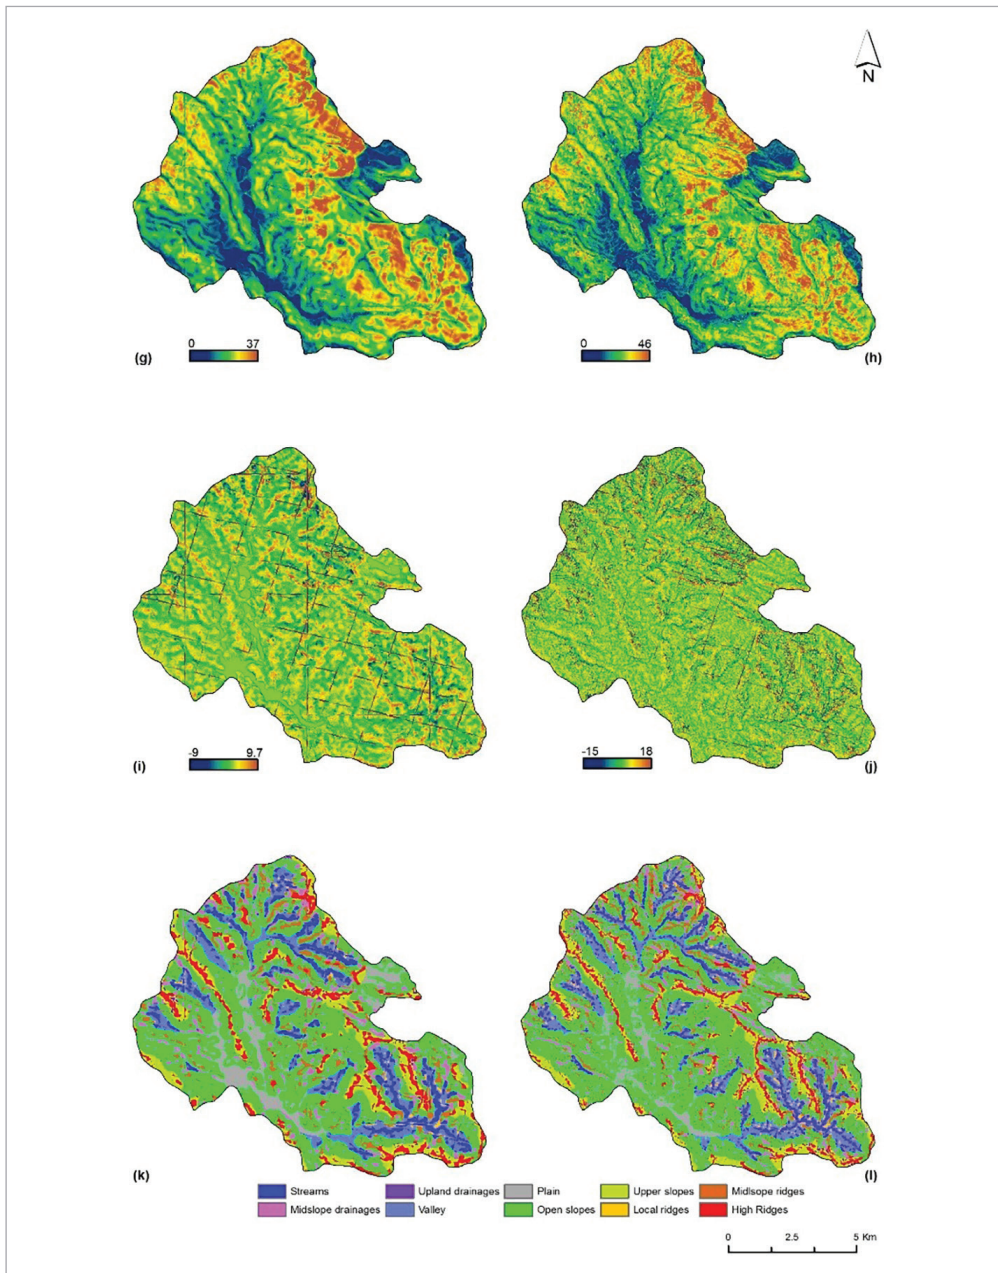 N
0 37
(g)
0 46
(h)
-9 9.7
(i)
-15 18
(j)
(k)
(l)
Streams Upland drainages Plain Upper slopes Midlsope ridges
Midslope drainages Valley Open slopes Local ridges High Ridges
0 2.5 5 Km